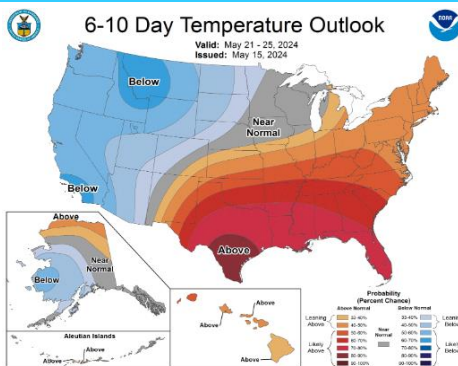 6-10 Day Temperature Outlook
Valid: May 21 - 25, 2024
Issued: May 15, 2024
Below
Near
Normal
Below
Above
Above
Near
Normal
Below
Aleutian Islands
Above
Above
Above
Above
Above
Above
Probability
(Percent Chance)
Above Normal
Below Normal
Leaning
Above
Likely
Above
Near
Normal
33-40%
40-50%
50-60%
60-70%
70-80%
80-90%
90-100%
33-40%
40-50%
50-60%
60-70%
70-80%
80-90%
90-100%